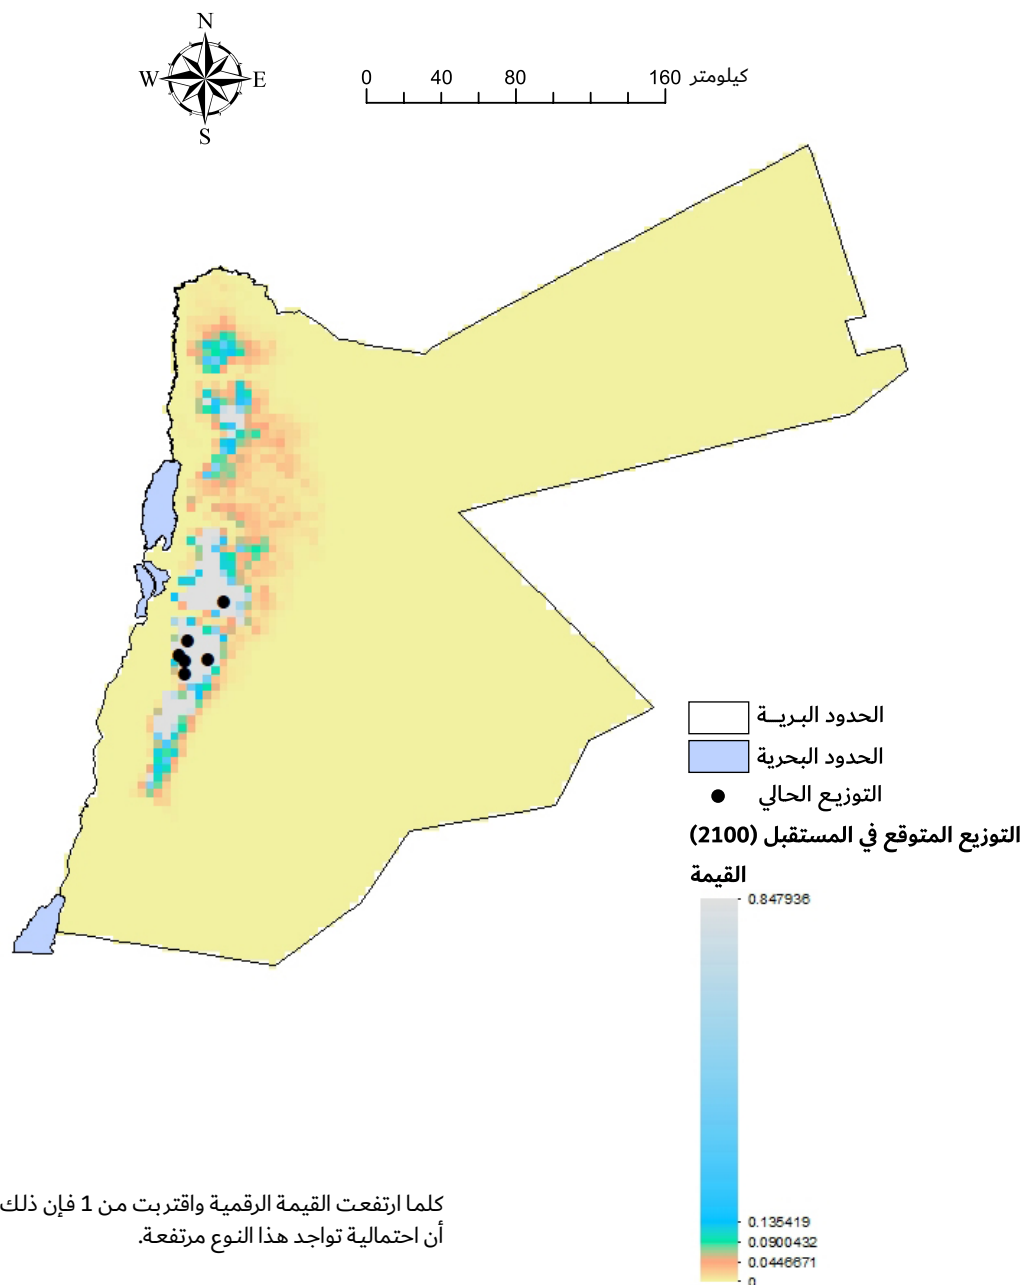 N
W
E
S
0 40 80 160 كيلومتر
الحدود البرية
الحدود البحرية
التوزيع الحالي
التوزيع المتوقع في المستقبل (2100)
القيمة
0.847936
0.135419
0.0900432
0.0446671
0
كلما ارتفعت القيمة الرقمية واقتربت من 1 فإن ذلك
أن احتمالية تواجد هذا النوع مرتفعة.